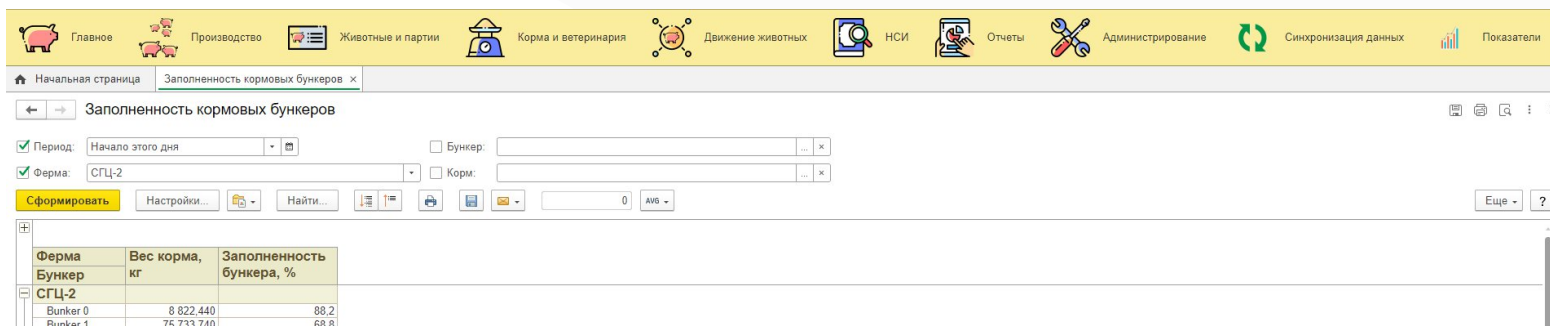 Главное Производство Животные и партии Корма и ветеринария Движение животных НСИ Отчеты Администрирование Синхронизация данных Показатели
Начальная страница Заполненность кормовых бункеров ×
Заполненность кормовых бункеров
Период: Начало этого дня Бункер: ... ×
Ферма: СГЦ-2 Корм: ... ×
Сформировать Настройки... Найти... 0 AVG Еще ?
Ферма Вес корма, Заполненность
Бункер кг бункера, %
СГЦ-2
Bunker 0 8 822,440 88,2
Bunker 1 75 733,740 68,8